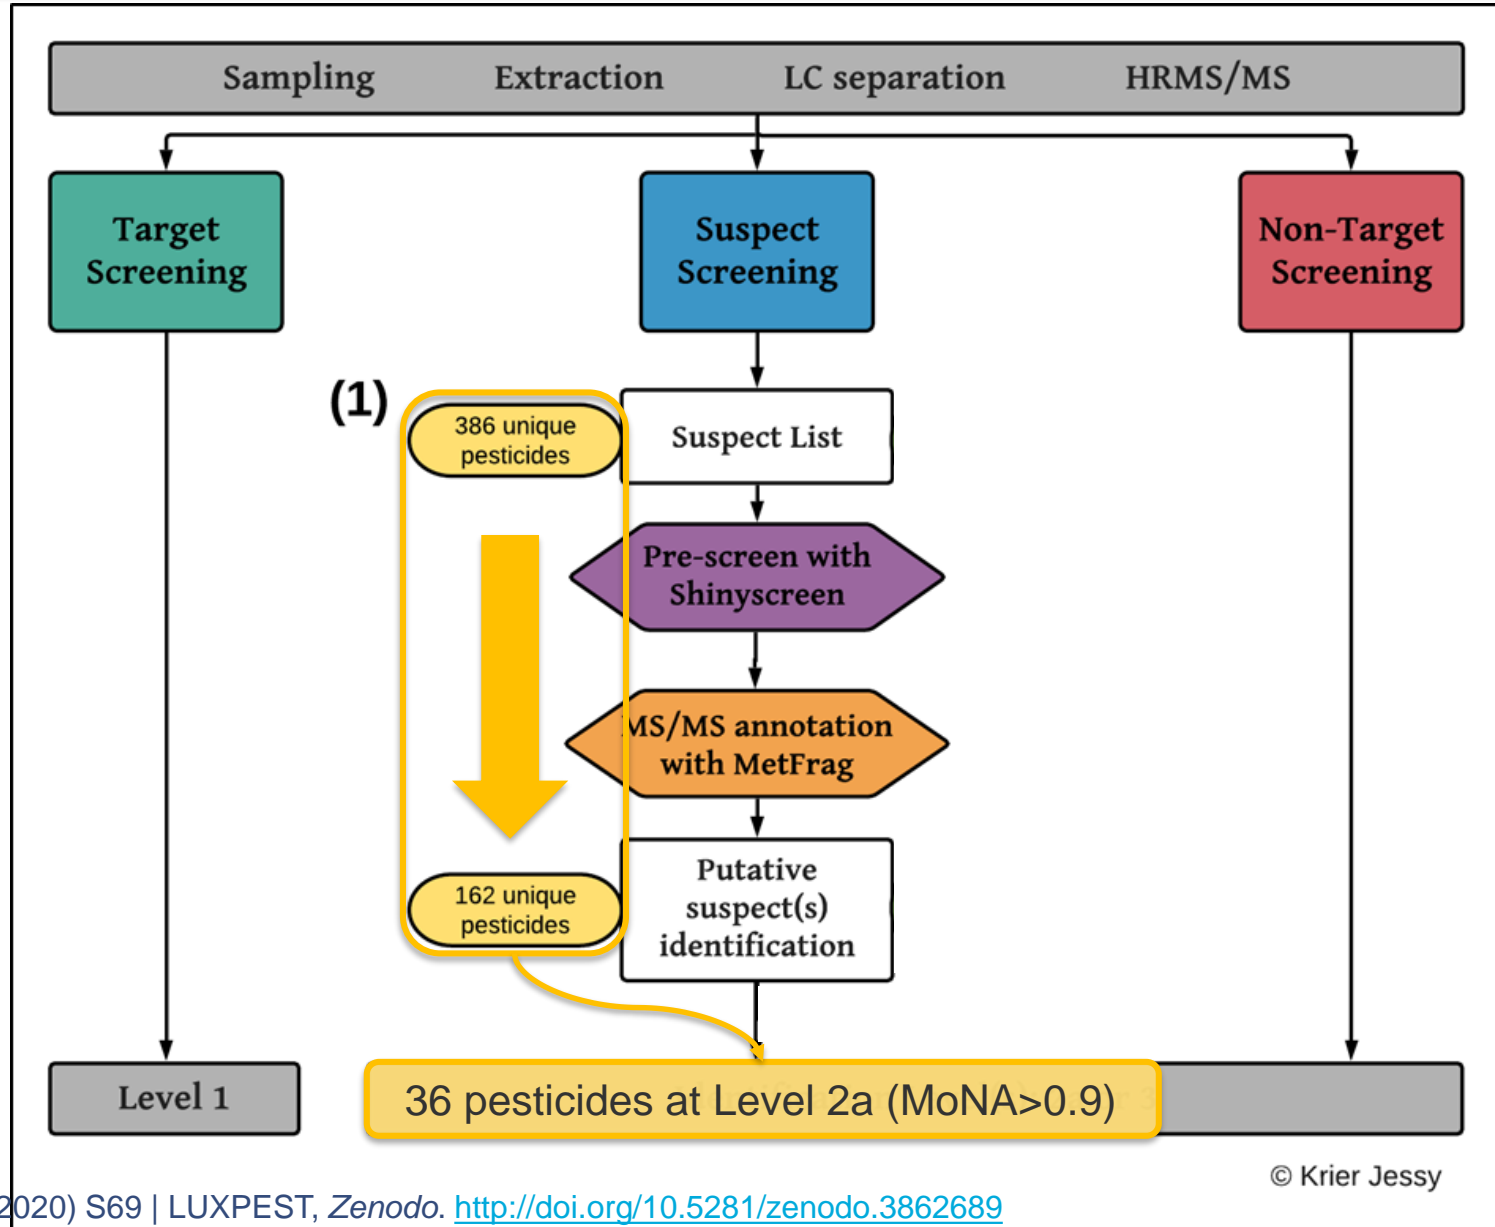 Sampling Extraction LC separation HRMS/MS
Target
Screening
Suspect
Screening
Non-Target
Screening
(1)
386 unique
pesticides
Suspect List
Pre-screen with
Shinyscreen
MS/MS annotation
with MetFrag
162 unique
pesticides
Putative
suspect(s)
identification
Level 1
36 pesticides at Level 2a (MoNA>0.9)
© Krier Jessy
2020) S69 | LUXPEST, Zenodo. http://doi.org/10.5281/zenodo.3862689